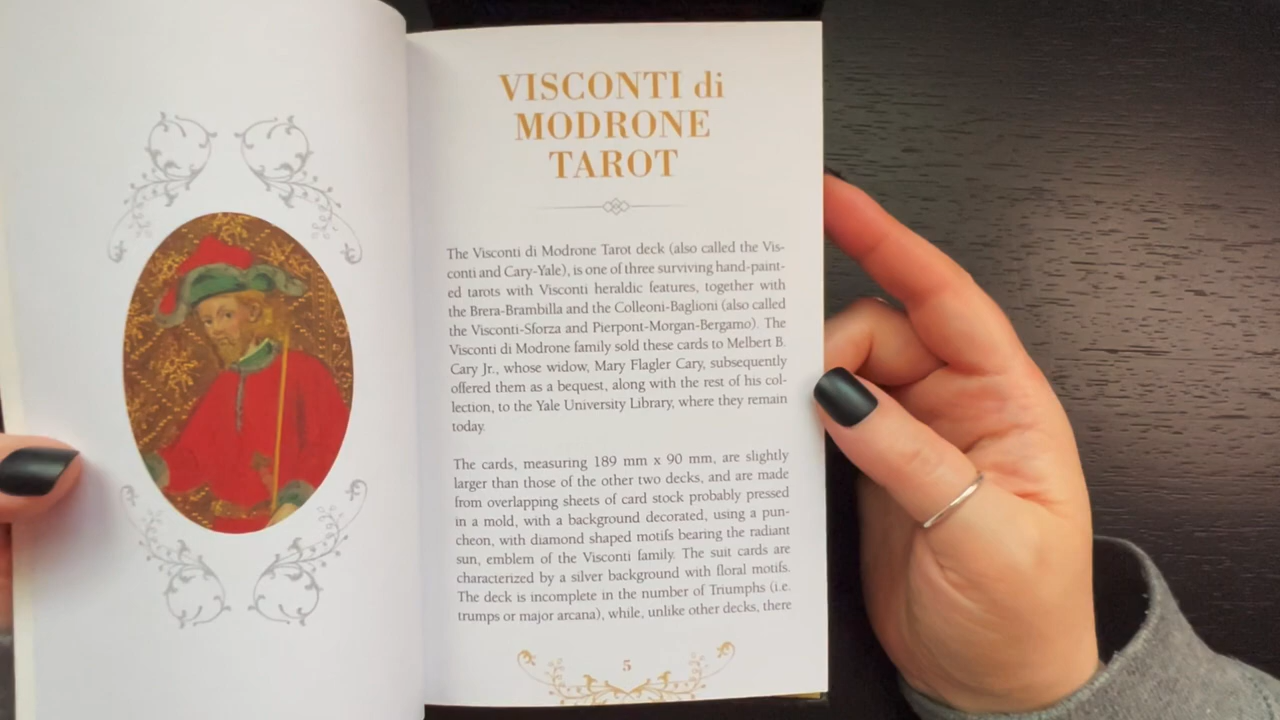 VISCONTI di
MODRONE
TAROT
The Visconti di Modrone Tarot deck (also called the Vis-
conti and Cary-Yale), is one of three surviving hand-paint-
ed tarots with Visconti heraldic features, together with
the Brera-Brambilla and the Colleoni-Baglioni (also called
the Visconti-Sforza and Pierpont-Morgan-Bergamo). The
Visconti di Modrone family sold these cards to Melbert B.
Cary Jr., whose widow, Mary Flagler Cary, subsequently
offered them as a bequest, along with the rest of his col-
lection, to the Yale University Library, where they remain
today.
The cards, measuring 189 mm x 90 mm, are slightly
larger than those of the other two decks, and are made
from overlapping sheets of card stock probably pressed
in a mold, with a background decorated, using a pun-
cheon, with diamond shaped motifs bearing the radiant
sun, emblem of the Visconti family. The suit cards are
characterized by a silver background with floral motifs.
The deck is incomplete in the number of Triumphs (i.e.
trumps or major arcana), while, unlike other decks, there
5